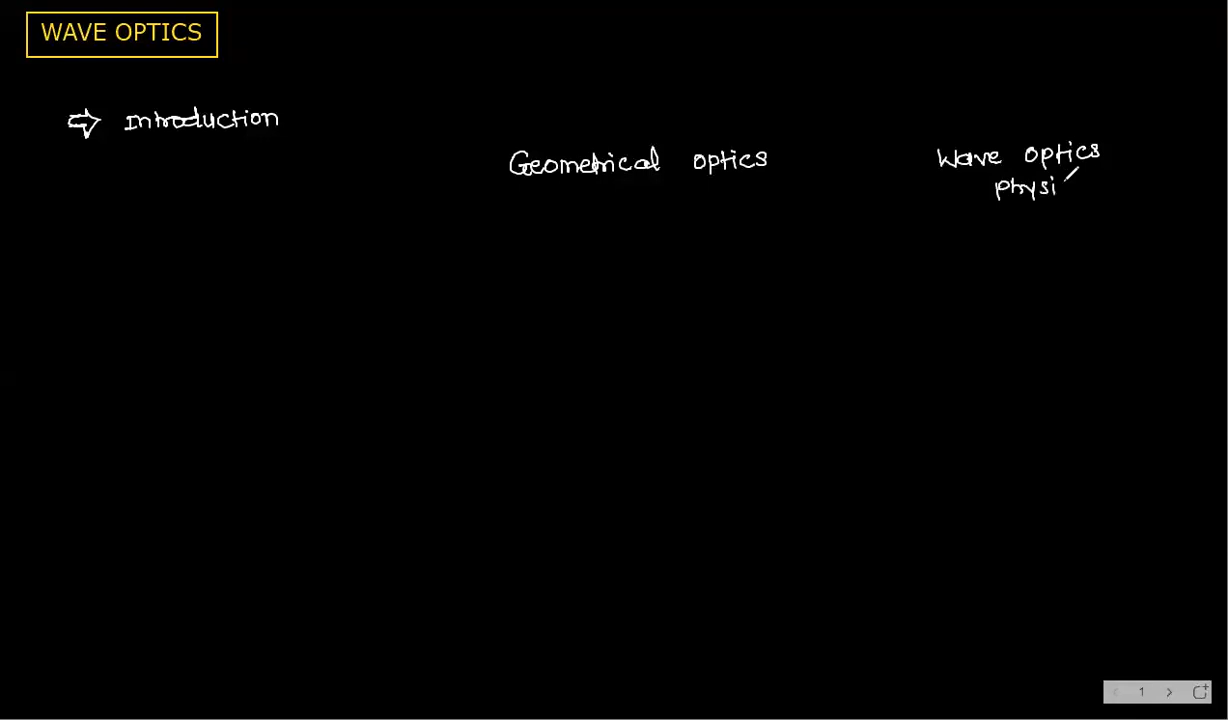 WAVE OPTICS
Introduction
Geometrical optics
Wave optics
physi
1